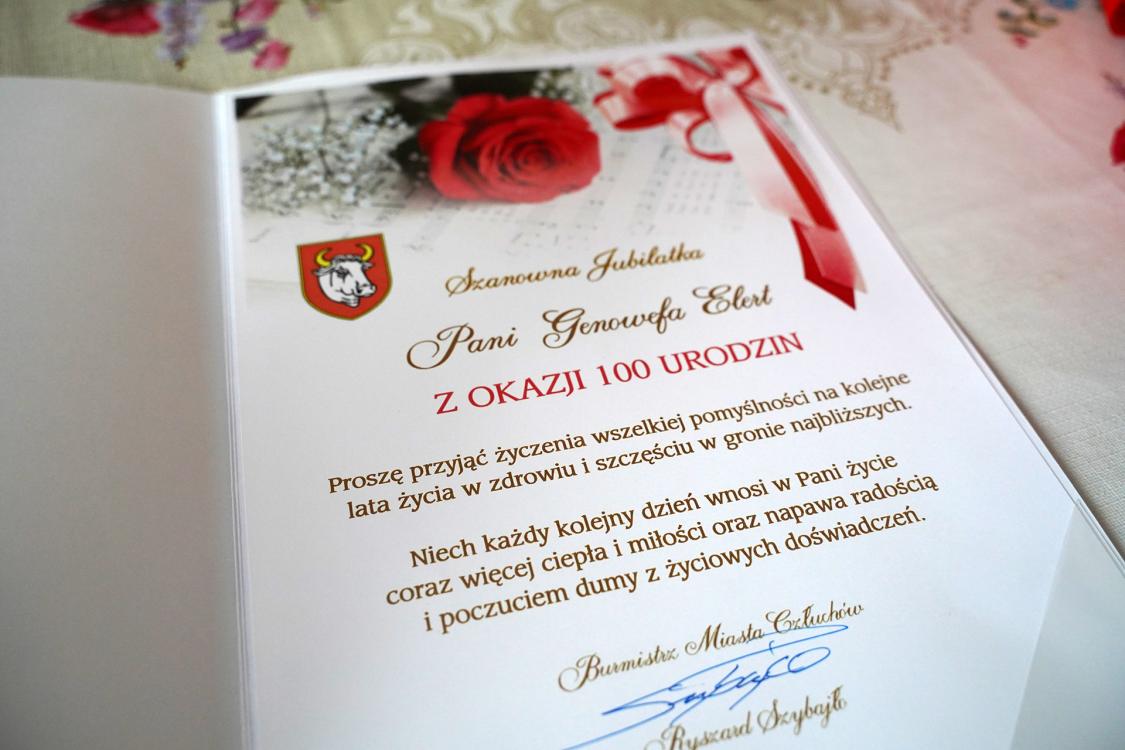 Szanowna Jubilatka
Pani Genowefa Elert
Z OKAZJI 100 URODZIN
Proszę przyjąć życzenia wszelkiej pomyślności na kolejne
lata życia w zdrowiu i szczęściu w gronie najbliższych.
Niech każdy kolejny dzień wnosi w Pani życie
coraz więcej ciepła i miłości oraz napawa radością
i poczuciem dumy z życiowych doświadczeń.
Burmistrz Miasta Człuchów
Ryszard Szybajło